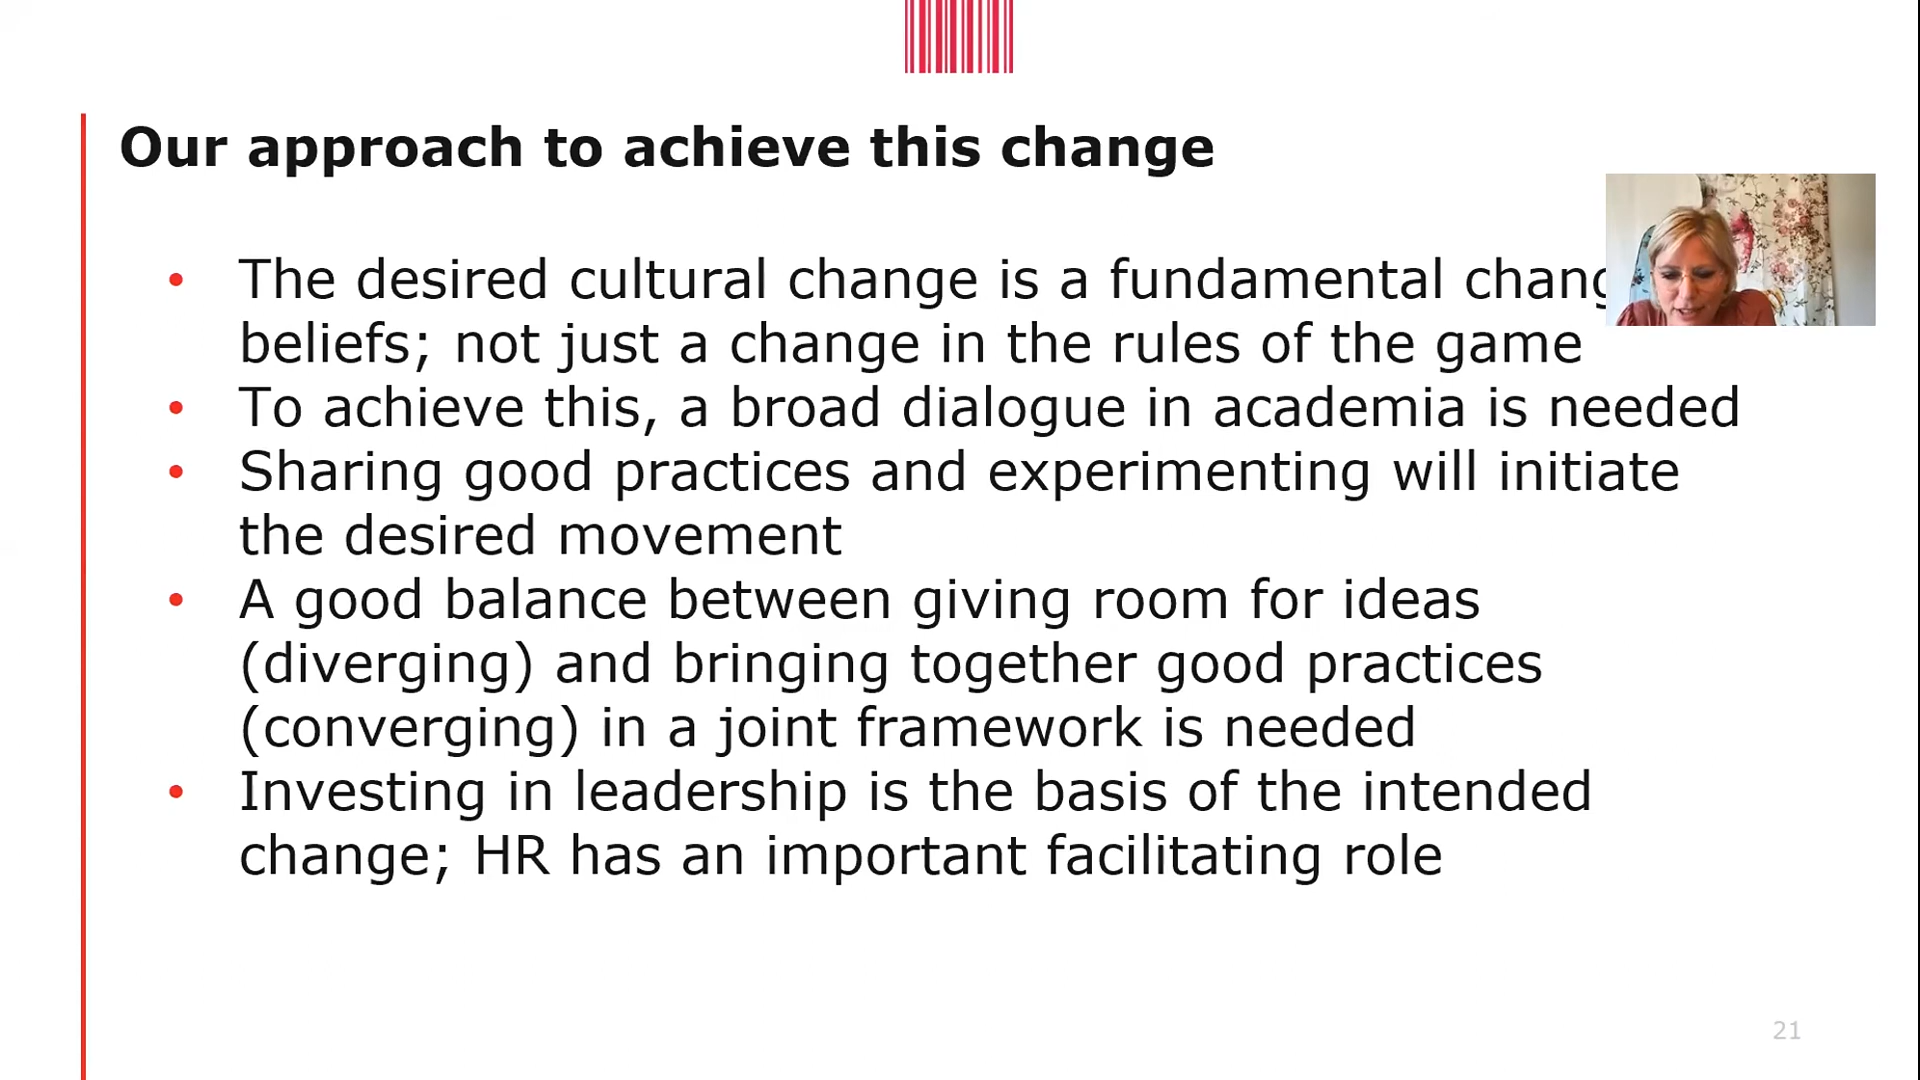 Our approach to achieve this change
• The desired cultural change is a fundamental
beliefs; not just a change in the rules of the game
• To achieve this, a broad dialogue in academia is needed
• Sharing good practices and experimenting will initiate
the desired movement
• A good balance between giving room for ideas
(diverging) and bringing together good practices
(converging) in a joint framework is needed
• Investing in leadership is the basis of the intended
change; HR has an important facilitating role
21